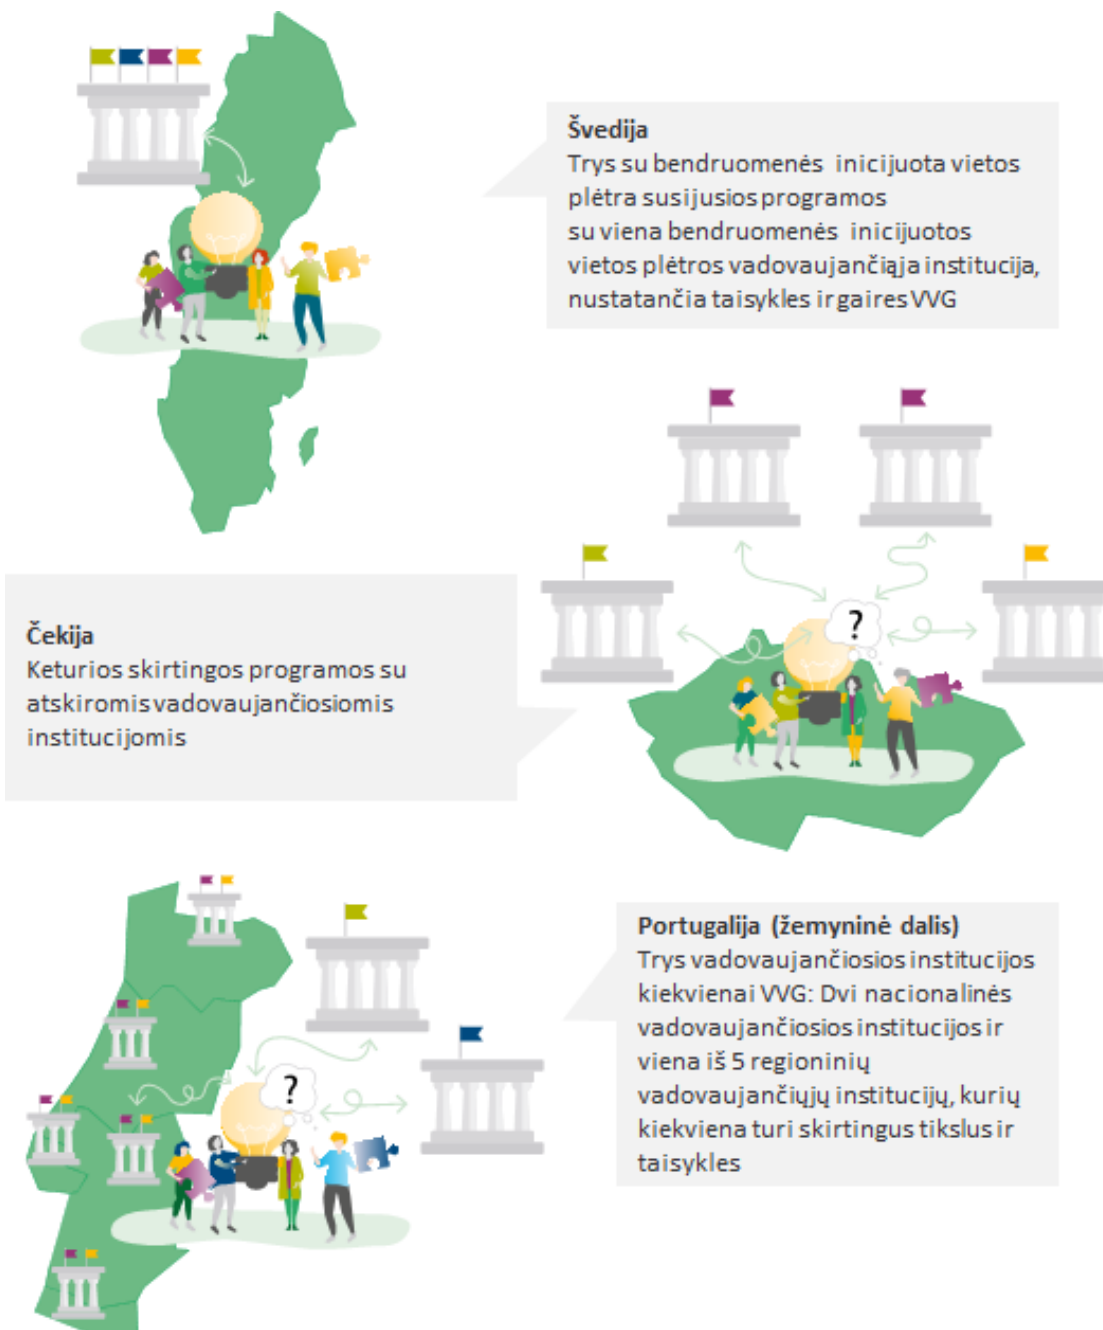 Švedija
Trys su bendruomenės inicijuota vietos
plėtra susijusios programos
su viena bendruomenės inicijuotos
vietos plėtros vadovaujančiąja institucija,
nustatančia taisykles ir gaires VVG
?
Čekija
Keturios skirtingos programos su
atskiromis vadovaujančiosiomis
institucijomis
Portugalija (žemyninė dalis)
Trys vadovaujančiosios institucijos
kiekvienai VVG: Dvi nacionalinės
vadovaujančiosios institucijos ir
viena iš 5 regioninių
vadovaujančiųjų institucijų, kurių
kiekviena turi skirtingus tikslus ir
taisykles
?